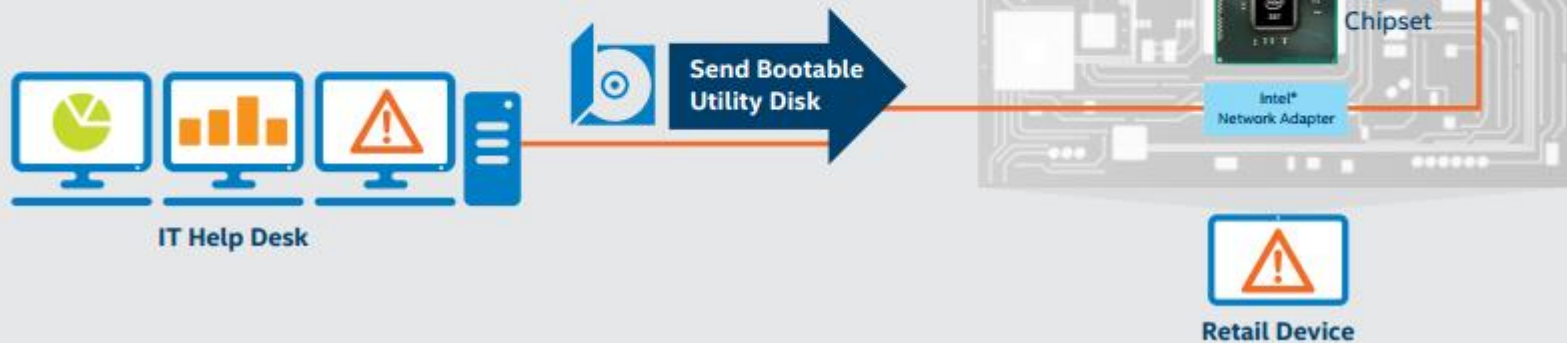 Chipset
Send Bootable
Utility Disk
Intel®
Network Adapter
IT Help Desk
Retail Device